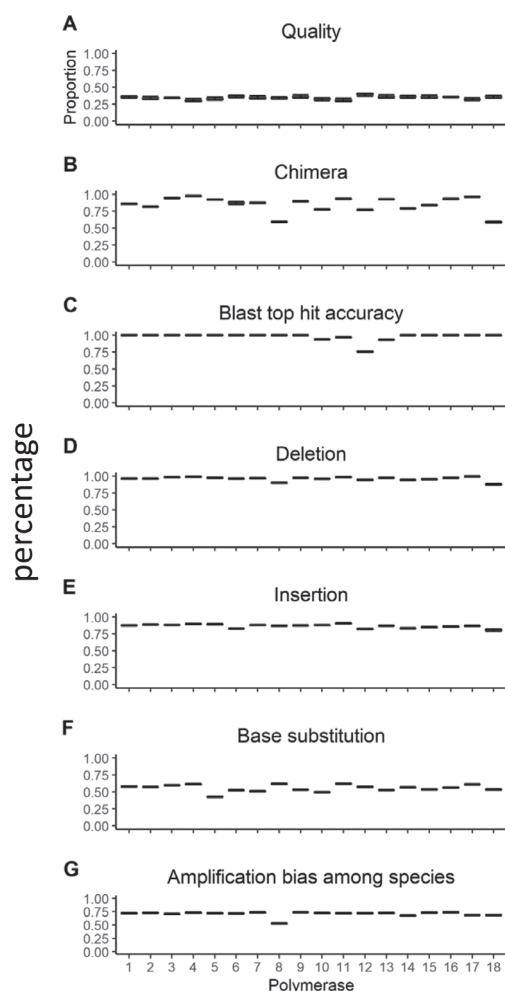 A
Quality
Proportion
1.00
0.75
0.50
0.25
0.00
B
Chimera
1.00
0.75
0.50
0.25
0.00
C
Blast top hit accuracy
1.00
0.75
0.50
0.25
0.00
percentage
D
Deletion
1.00
0.75
0.50
0.25
0.00
E
Insertion
1.00
0.75
0.50
0.25
0.00
F
Base substitution
1.00
0.75
0.50
0.25
0.00
G
Amplification bias among species
1.00
0.75
0.50
0.25
0.00
1 2 3 4 5 6 7 8 9 10 11 12 13 14 15 16 17 18
Polymerase